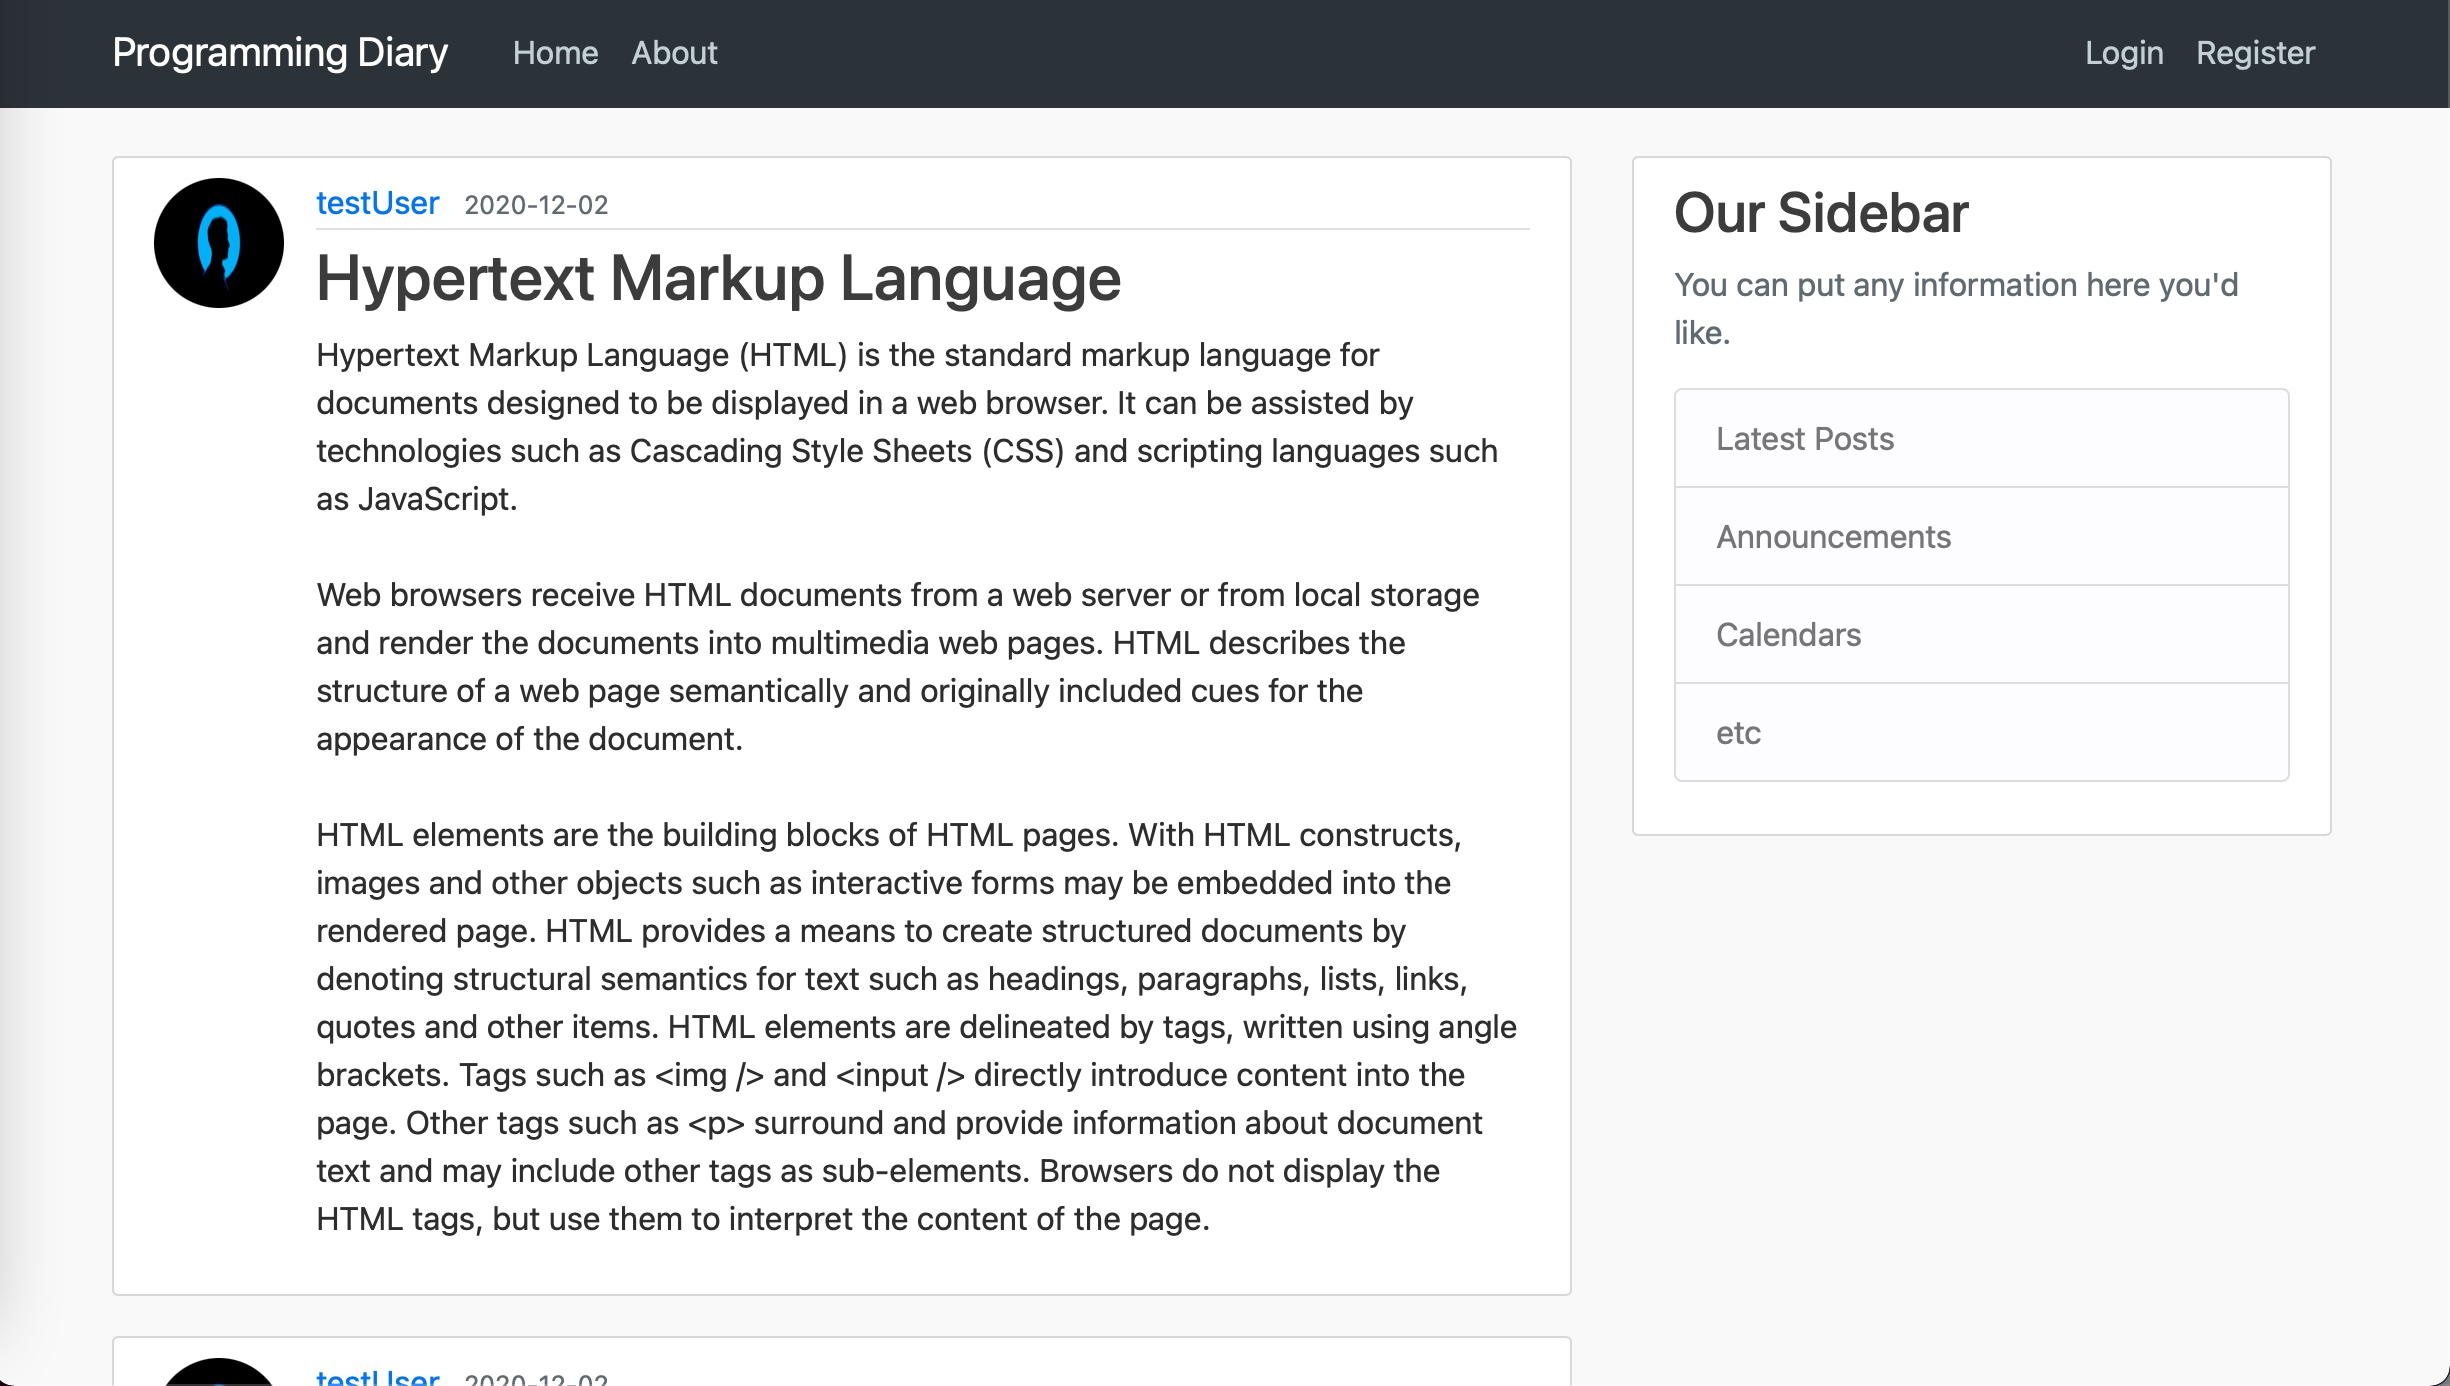 Programming Diary Home About Login Register
testUser 2020-12-02
Hypertext Markup Language
Hypertext Markup Language (HTML) is the standard markup language for
documents designed to be displayed in a web browser. It can be assisted by
technologies such as Cascading Style Sheets (CSS) and scripting languages such
as JavaScript.
Web browsers receive HTML documents from a web server or from local storage
and render the documents into multimedia web pages. HTML describes the
structure of a web page semantically and originally included cues for the
appearance of the document.
HTML elements are the building blocks of HTML pages. With HTML constructs,
images and other objects such as interactive forms may be embedded into the
rendered page. HTML provides a means to create structured documents by
denoting structural semantics for text such as headings, paragraphs, lists, links,
quotes and other items. HTML elements are delineated by tags, written using angle
brackets. Tags such as <img /> and <input /> directly introduce content into the
page. Other tags such as <p> surround and provide information about document
text and may include other tags as sub-elements. Browsers do not display the
HTML tags, but use them to interpret the content of the page.
testUser 2020-12-02
Our Sidebar
You can put any information here you'd
like.
Latest Posts
Announcements
Calendars
etc